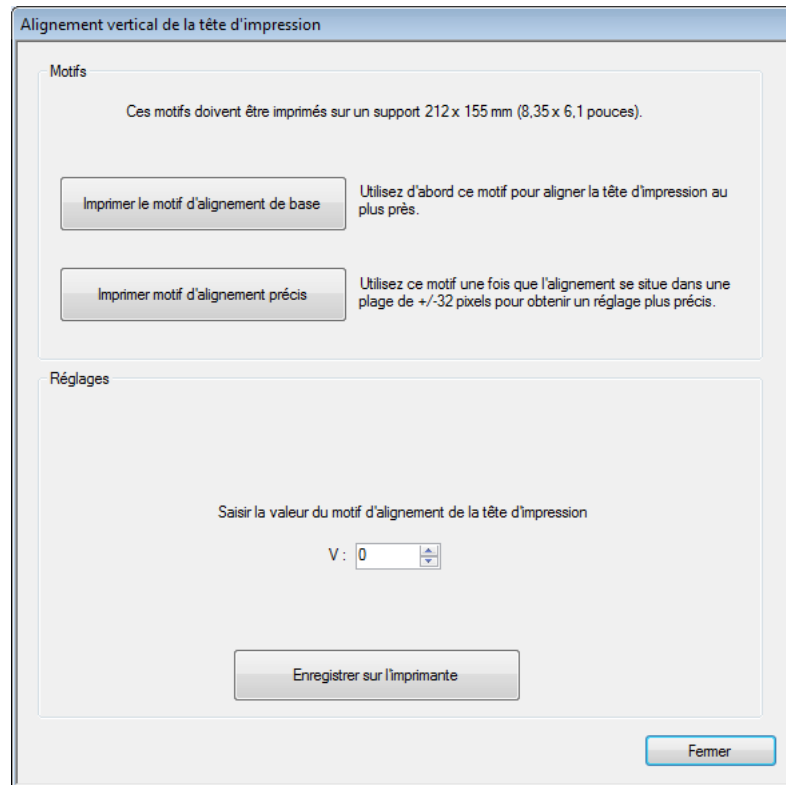 Alignement vertical de la tête d'impression
Motifs
Ces motifs doivent être imprimés sur un support 212 x 155 mm (8,35 x 6,1 pouces).
Imprimer le motif d'alignement de base
Utilisez d'abord ce motif pour aligner la tête d'impression au
plus près.
Imprimer motif d'alignement précis
Utilisez ce motif une fois que l'alignement se situe dans une
plage de +/-32 pixels pour obtenir un réglage plus précis.
Réglages
Saisir la valeur du motif d'alignement de la tête d'impression
V : 0
Enregistrer sur l'imprimante
Fermer